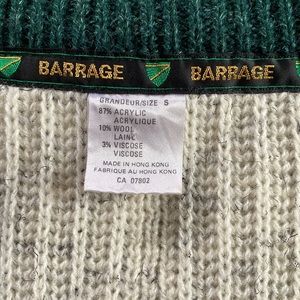 BARRAGE BARRAGE
GRANDEUR/SIZE S
87% ACRYLIC
ACRYLIQUE
10% WOOL
LAINE
3% VISCOSE
VISCOSE
MADE IN HONG KONG
FABRIQUE AU HONG KONG
CA 07802